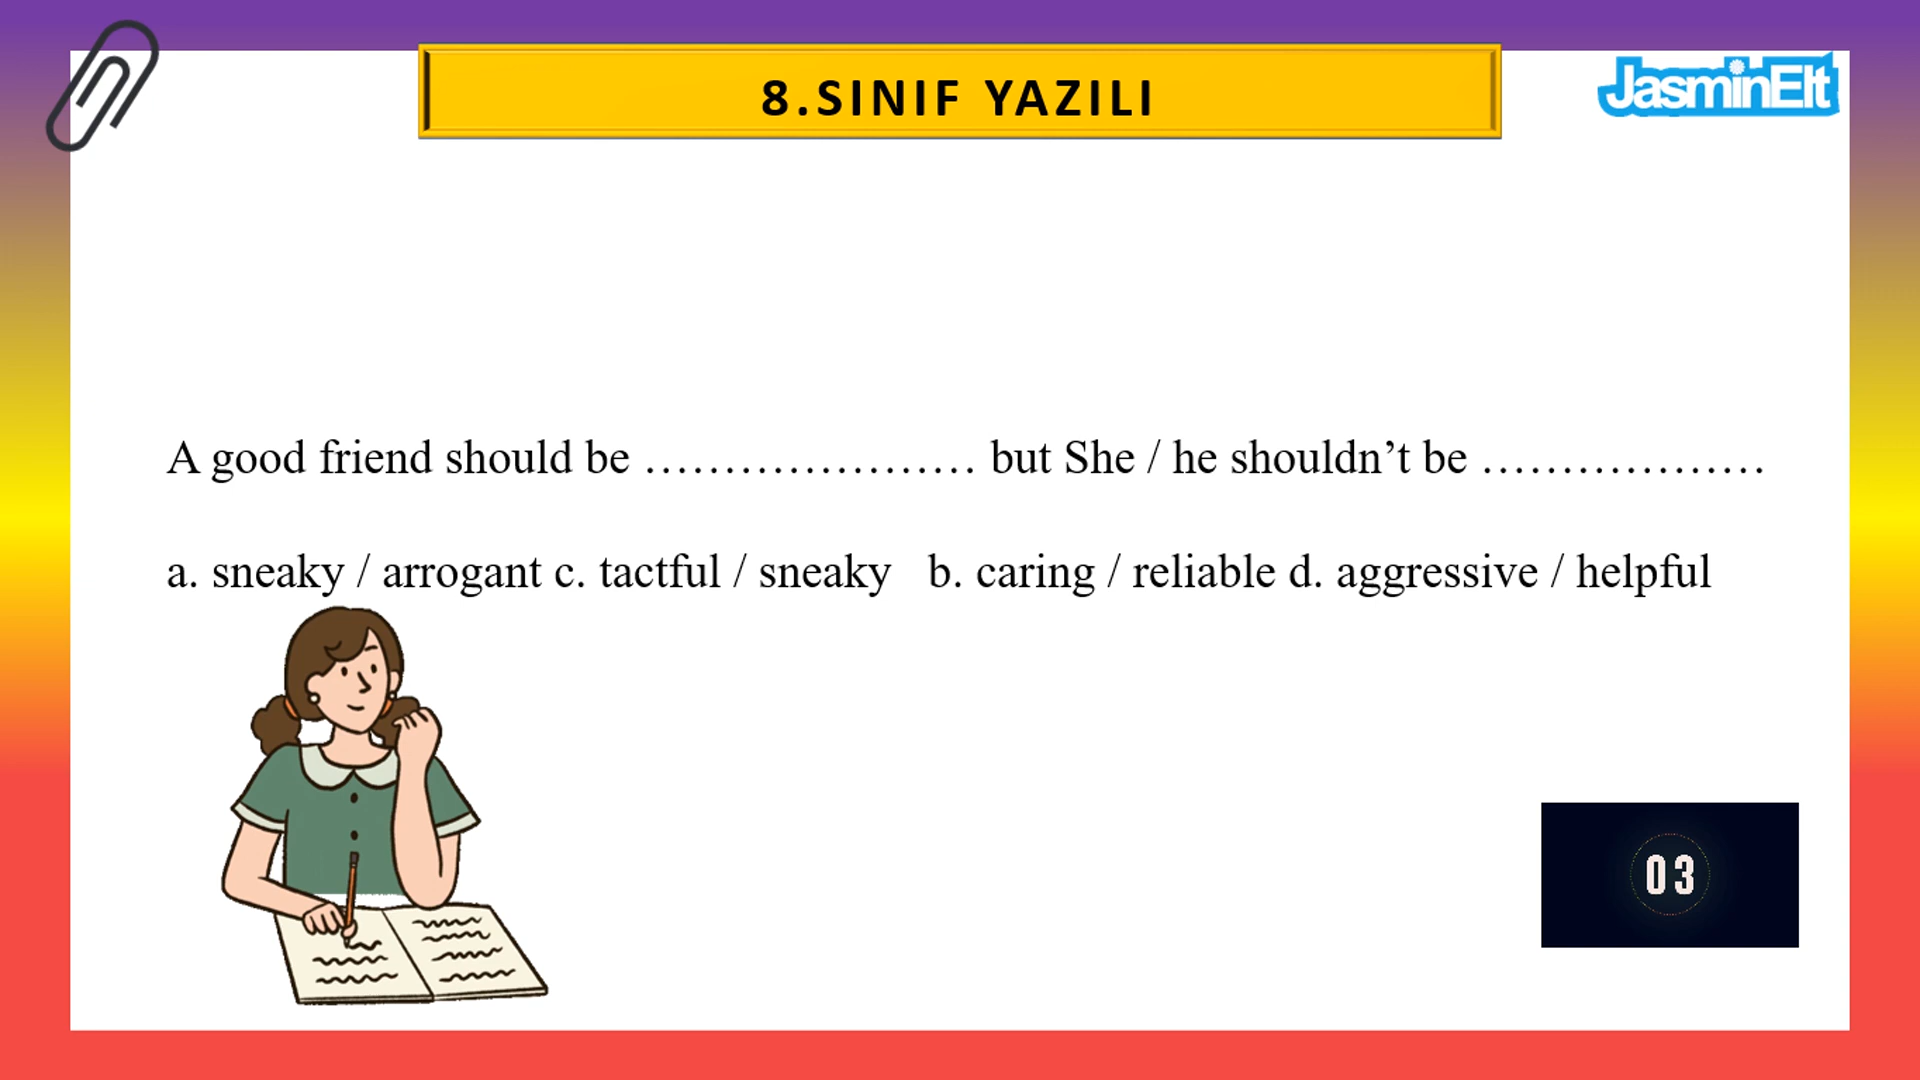 8.SINIF YAZILI
JasminElt
A good friend should be ………………… but She / he shouldn’t be ………………
a. sneaky / arrogant c. tactful / sneaky b. caring / reliable d. aggressive / helpful
03